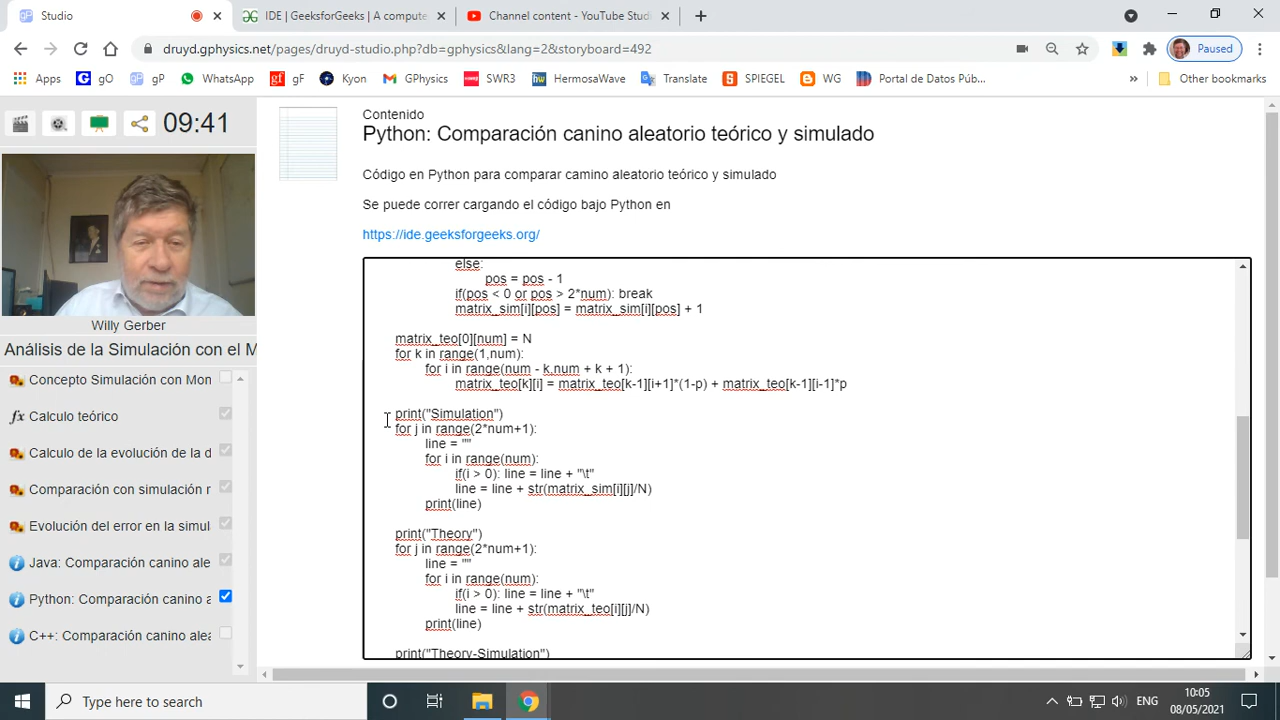 Studio
IDE | GeeksforGeeks | A compute
Channel content - YouTube Studi
druyd.gphysics.net/pages/druyd-studio.php?db=gphysics&lang=2&storyboard=492
Paused
Apps
gO
gP
WhatsApp
gF
Kyon
GPhysics
SWR3
HermosaWave
Translate
SPIEGEL
WG
Portal de Datos Púb...
»
Other bookmarks
09:41
Willy Gerber
Análisis de la Simulación con el M
Concepto Simulación con Mon
fx Calculo teórico
Calculo de la evolución de la d
Comparación con simulación r
Evolución del error en la simul
Java: Comparación canino ale
Python: Comparación canino a
C++: Comparación canino alea
Contenido
Python: Comparación canino aleatorio teórico y simulado
Código en Python para comparar camino aleatorio teórico y simulado
Se puede correr cargando el código bajo Python en
https://ide.geeksforgeeks.org/
else:
pos = pos - 1
if(pos < 0 or pos > 2*num): break
matrix_sim[i][pos] = matrix_sim[i][pos] + 1
matrix_teo[0][num] = N
for k in range(1,num):
for i in range(num - k,num + k + 1):
matrix_teo[k][i] = matrix_teo[k-1][i+1]*(1-p) + matrix_teo[k-1][i-1]*p
print("Simulation")
for j in range(2*num+1):
line = ""
for i in range(num):
if(i > 0): line = line + "\t"
line = line + str(matrix_sim[i][j]/N)
print(line)
print("Theory")
for j in range(2*num+1):
line = ""
for i in range(num):
if(i > 0): line = line + "\t"
line = line + str(matrix_teo[i][j]/N)
print(line)
print("Theory-Simulation")
Type here to search
ENG
10:05
08/05/2021